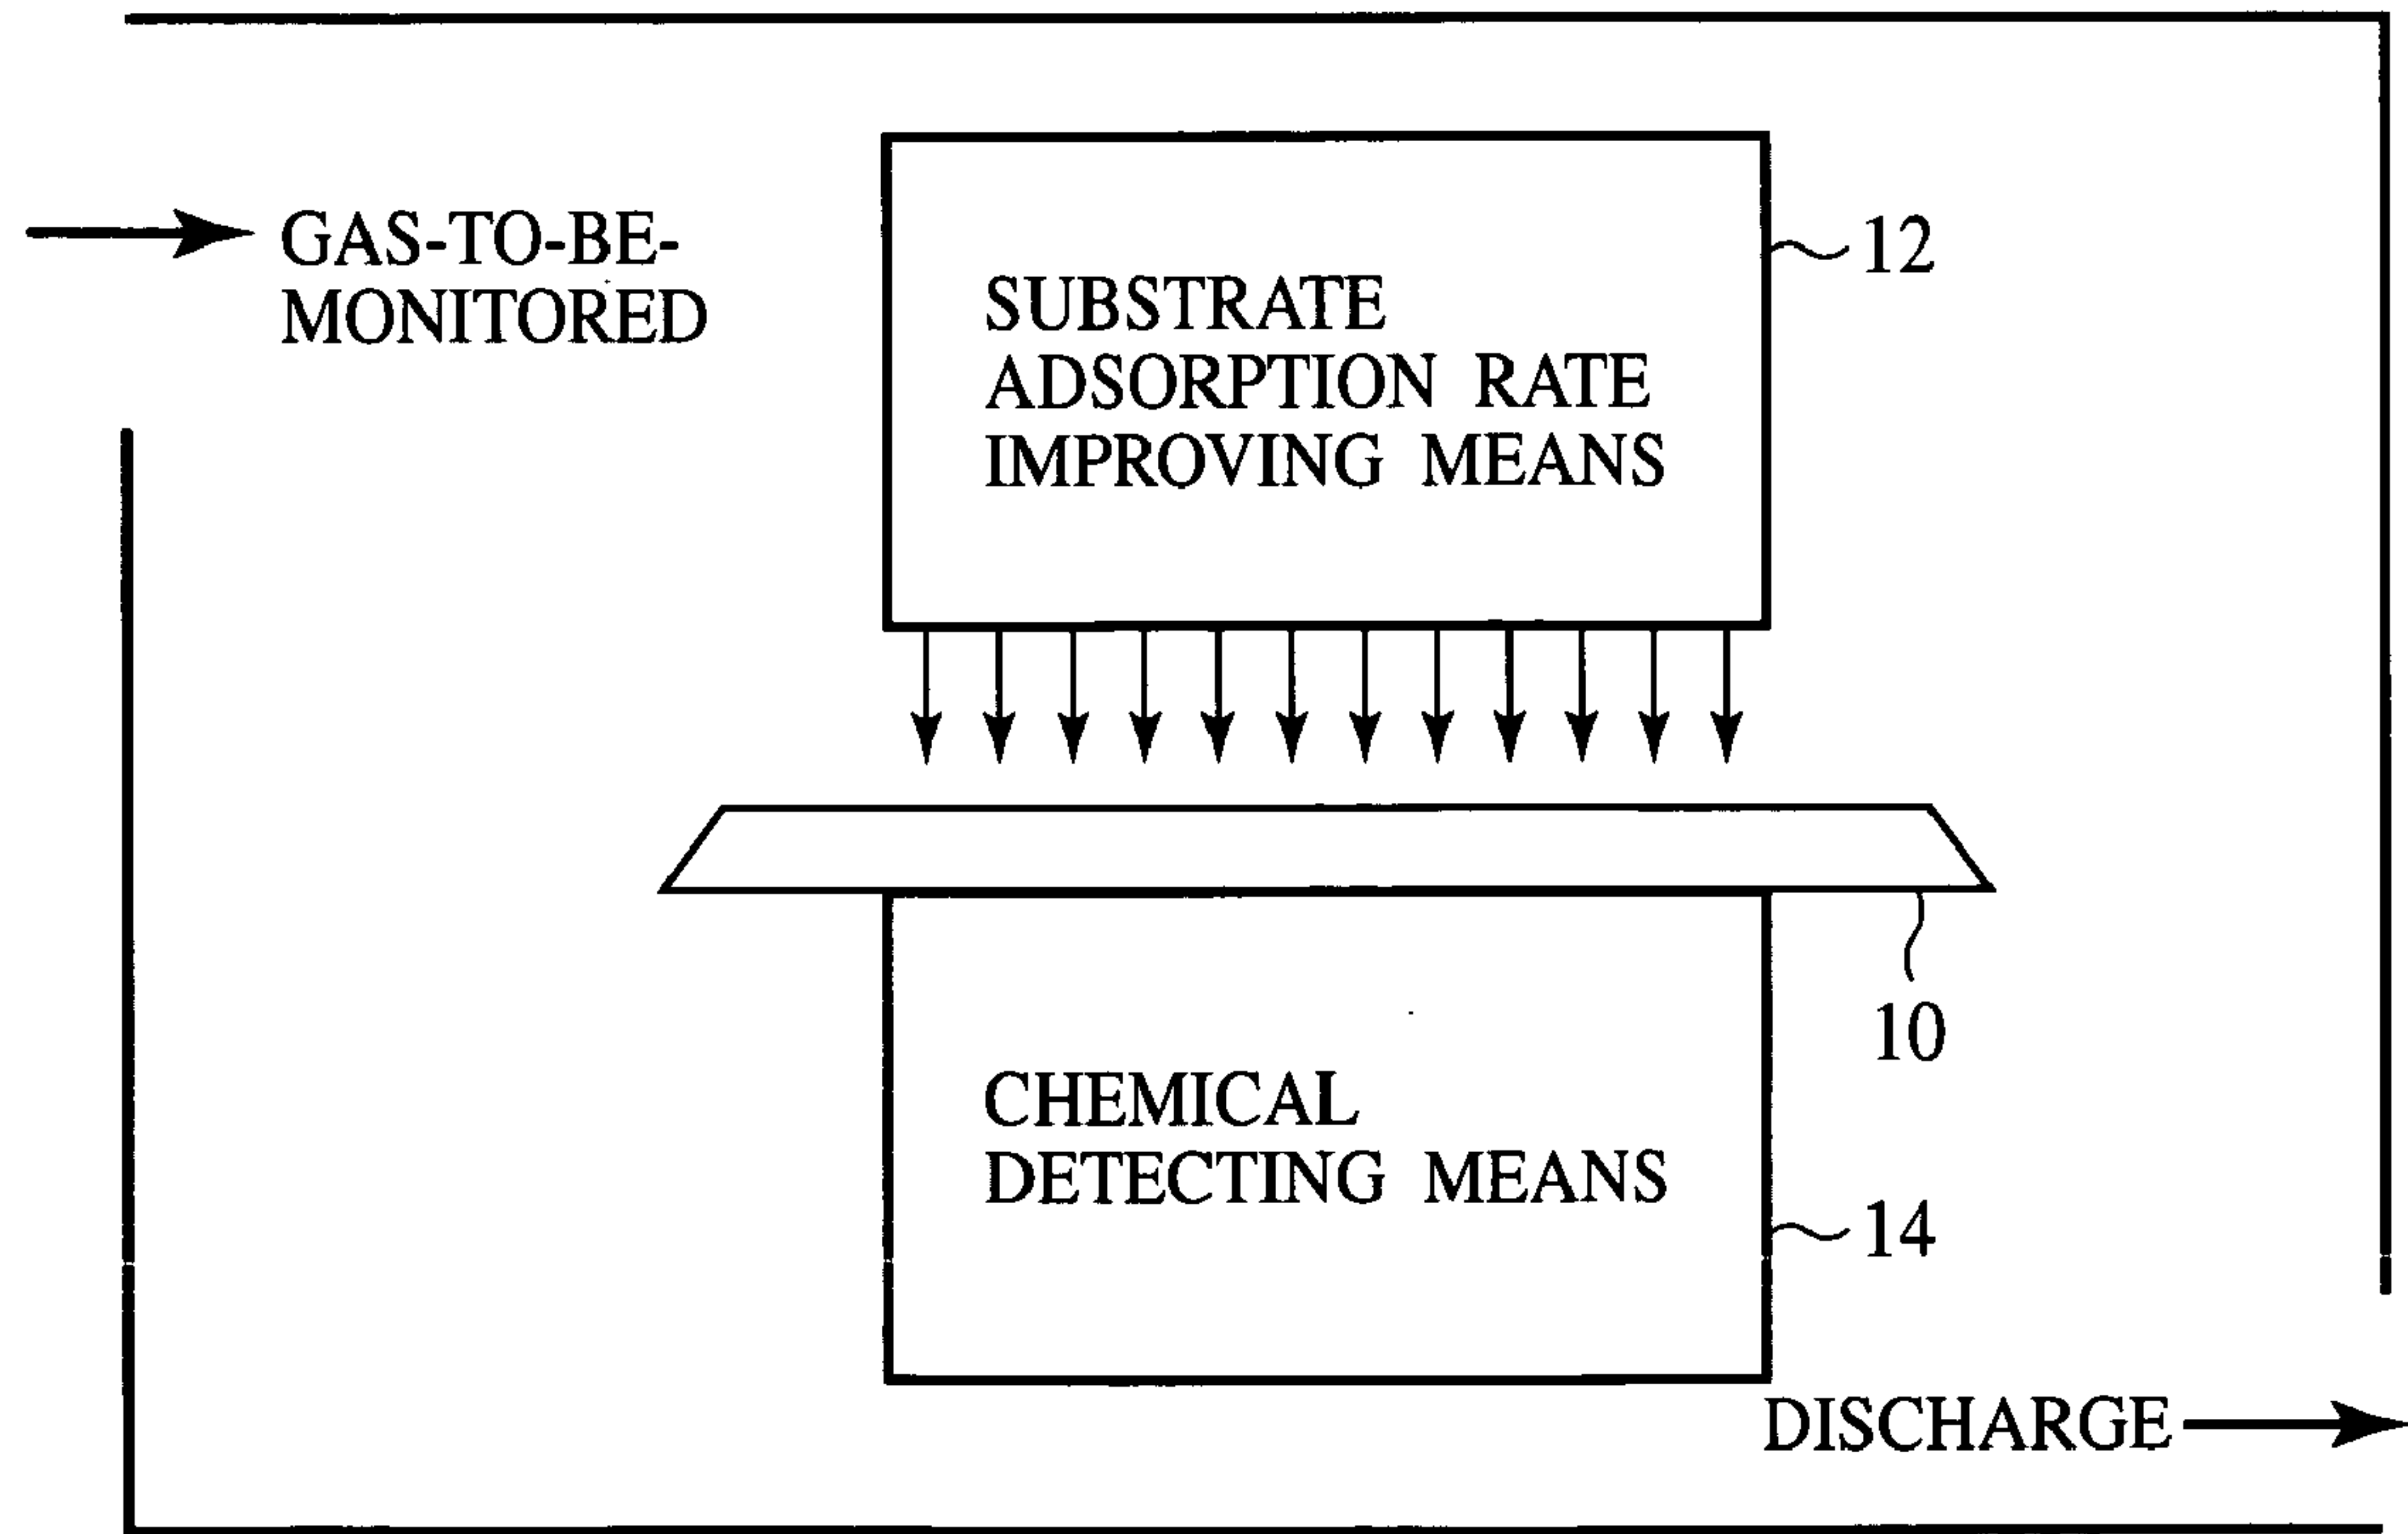 GAS-TO-BE-
MONITORED
12
SUBSTRATE
ADSORPTION RATE
IMPROVING MEANS
10
CHEMICAL
DETECTING MEANS
14
DISCHARGE